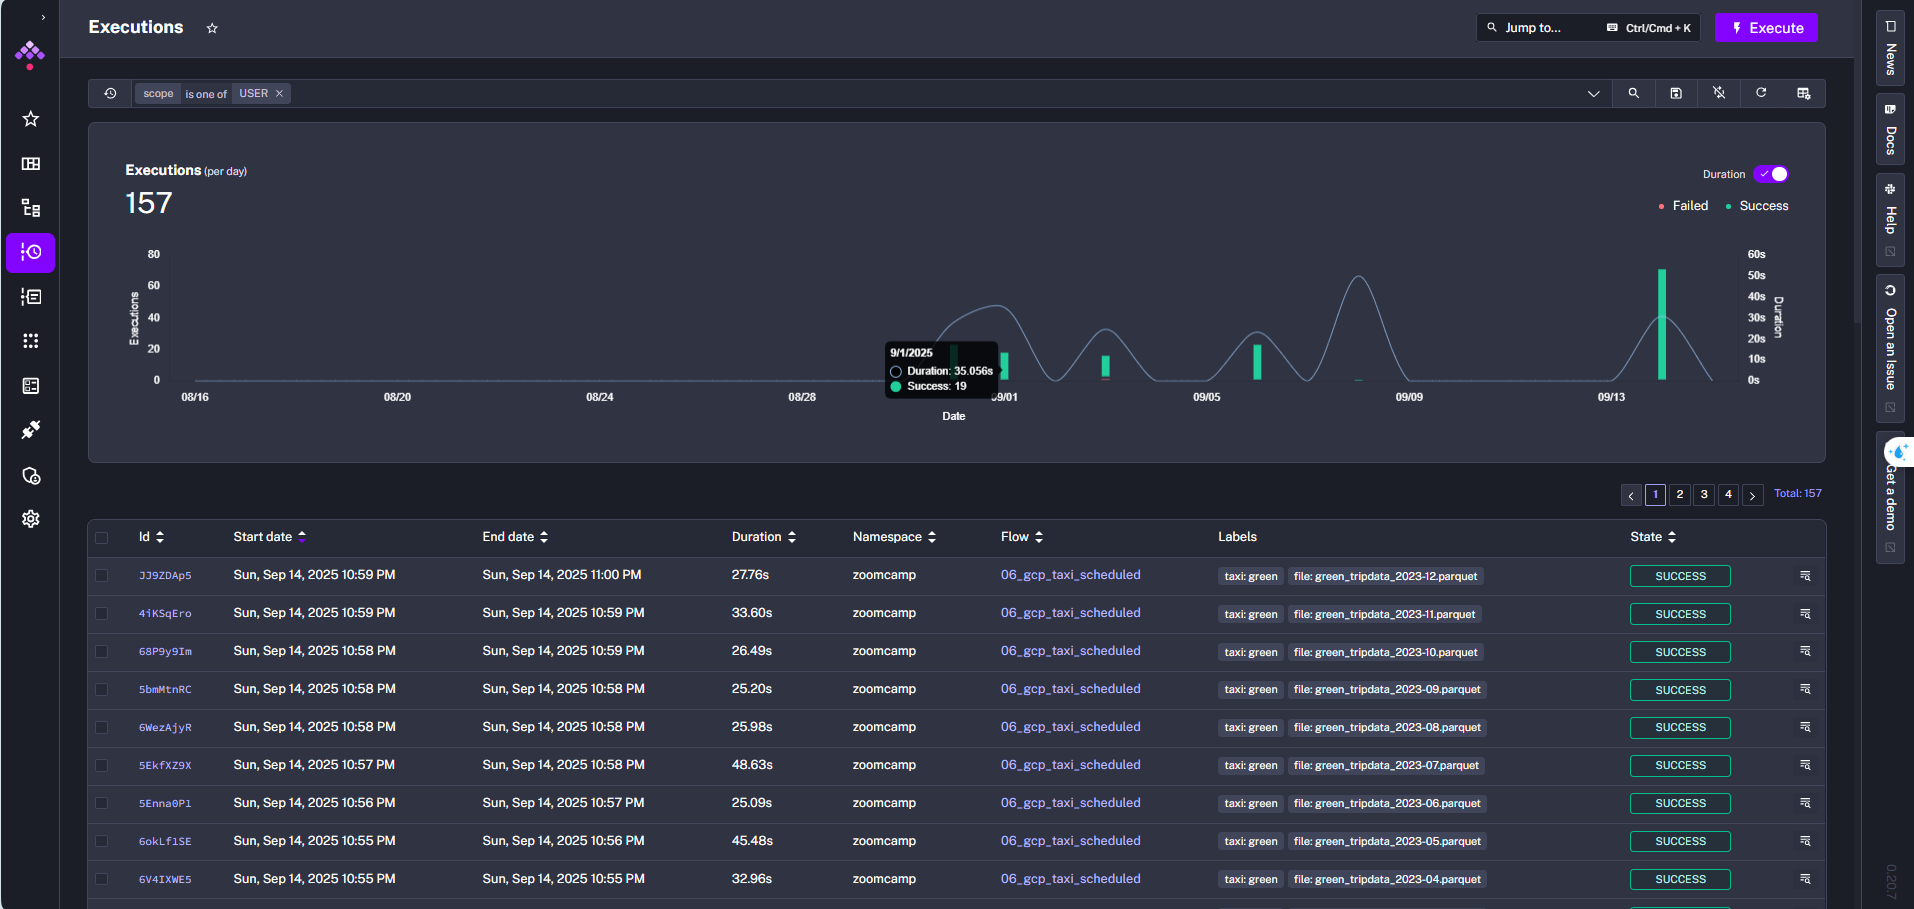 Executions
Jump to... Ctrl/Cmd + K
Execute
scope is one of USER
Executions (per day)
157
Duration
Failed Success
80
60
40
20
0
Executions
60s
50s
40s
30s
20s
10s
0s
Duration
9/1/2025
Duration: 35.056s
Success: 19
08/16 08/20 08/24 08/28 09/01 09/05 09/09 09/13
Date
1 2 3 4 Total: 157
Id Start date End date Duration Namespace Flow Labels State
JJ9ZDAp5 Sun, Sep 14, 2025 10:59 PM Sun, Sep 14, 2025 11:00 PM 27.76s zoomcamp 06_gcp_taxi_scheduled taxi: green file: green_tripdata_2023-12.parquet SUCCESS
4iKSqEro Sun, Sep 14, 2025 10:59 PM Sun, Sep 14, 2025 10:59 PM 33.60s zoomcamp 06_gcp_taxi_scheduled taxi: green file: green_tripdata_2023-11.parquet SUCCESS
68P9y9Im Sun, Sep 14, 2025 10:58 PM Sun, Sep 14, 2025 10:59 PM 26.49s zoomcamp 06_gcp_taxi_scheduled taxi: green file: green_tripdata_2023-10.parquet SUCCESS
5bmMtnRC Sun, Sep 14, 2025 10:58 PM Sun, Sep 14, 2025 10:58 PM 25.20s zoomcamp 06_gcp_taxi_scheduled taxi: green file: green_tripdata_2023-09.parquet SUCCESS
6WezAjyR Sun, Sep 14, 2025 10:58 PM Sun, Sep 14, 2025 10:58 PM 25.98s zoomcamp 06_gcp_taxi_scheduled taxi: green file: green_tripdata_2023-08.parquet SUCCESS
5EkfXZ9X Sun, Sep 14, 2025 10:57 PM Sun, Sep 14, 2025 10:58 PM 48.63s zoomcamp 06_gcp_taxi_scheduled taxi: green file: green_tripdata_2023-07.parquet SUCCESS
5Enna0P1 Sun, Sep 14, 2025 10:56 PM Sun, Sep 14, 2025 10:57 PM 25.09s zoomcamp 06_gcp_taxi_scheduled taxi: green file: green_tripdata_2023-06.parquet SUCCESS
6okLf1SE Sun, Sep 14, 2025 10:55 PM Sun, Sep 14, 2025 10:56 PM 45.48s zoomcamp 06_gcp_taxi_scheduled taxi: green file: green_tripdata_2023-05.parquet SUCCESS
6V4IXWE5 Sun, Sep 14, 2025 10:55 PM Sun, Sep 14, 2025 10:55 PM 32.96s zoomcamp 06_gcp_taxi_scheduled taxi: green file: green_tripdata_2023-04.parquet SUCCESS
News
Docs
Help
Open an Issue
Get a demo
0.20.7